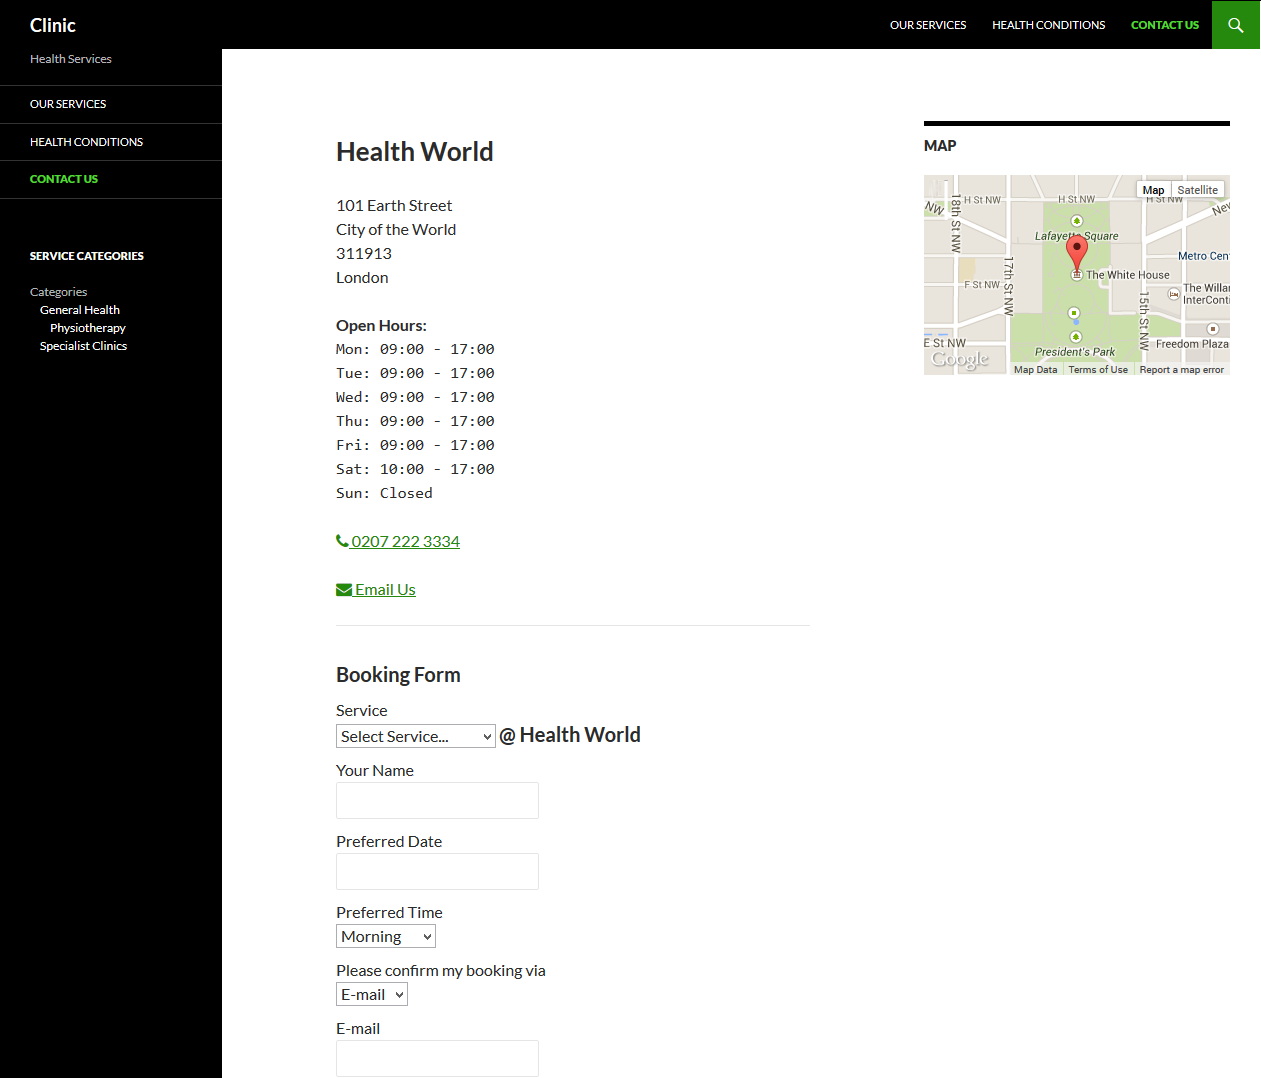 Clinic
OUR SERVICES
HEALTH CONDITIONS
CONTACT US
Health Services
OUR SERVICES
HEALTH CONDITIONS
CONTACT US
SERVICE CATEGORIES
Categories
General Health
Physiotherapy
Specialist Clinics
Health World
101 Earth Street
City of the World
311913
London
Open Hours:
Mon: 09:00 - 17:00
Tue: 09:00 - 17:00
Wed: 09:00 - 17:00
Thu: 09:00 - 17:00
Fri: 09:00 - 17:00
Sat: 10:00 - 17:00
Sun: Closed
0207 222 3334
Email Us
Booking Form
Service
Select Service... @ Health World
Your Name
Preferred Date
Preferred Time
Morning
Please confirm my booking via
E-mail
E-mail
MAP
Map Satellite
NW
18th St NW
H St NW
H St NW
H St NW
New
Lafayette Square
Metro Cen
17th St NW
The White House
F St NW
15th St NW
The Willar
InterConti
E St NW
Freedom Plaza
President's Park
Google
Map Data
Terms of Use
Report a map error